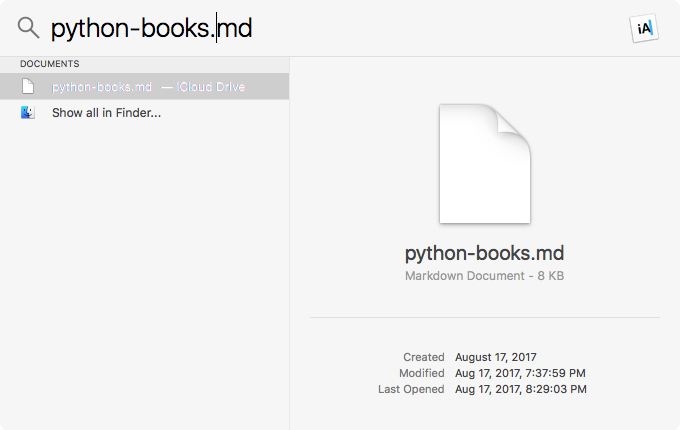 python-books.md
iA
DOCUMENTS
python-books.md — iCloud Drive
Show all in Finder...
python-books.md
Markdown Document - 8 KB
Created August 17, 2017
Modified Aug 17, 2017, 7:37:59 PM
Last Opened Aug 17, 2017, 8:29:03 PM